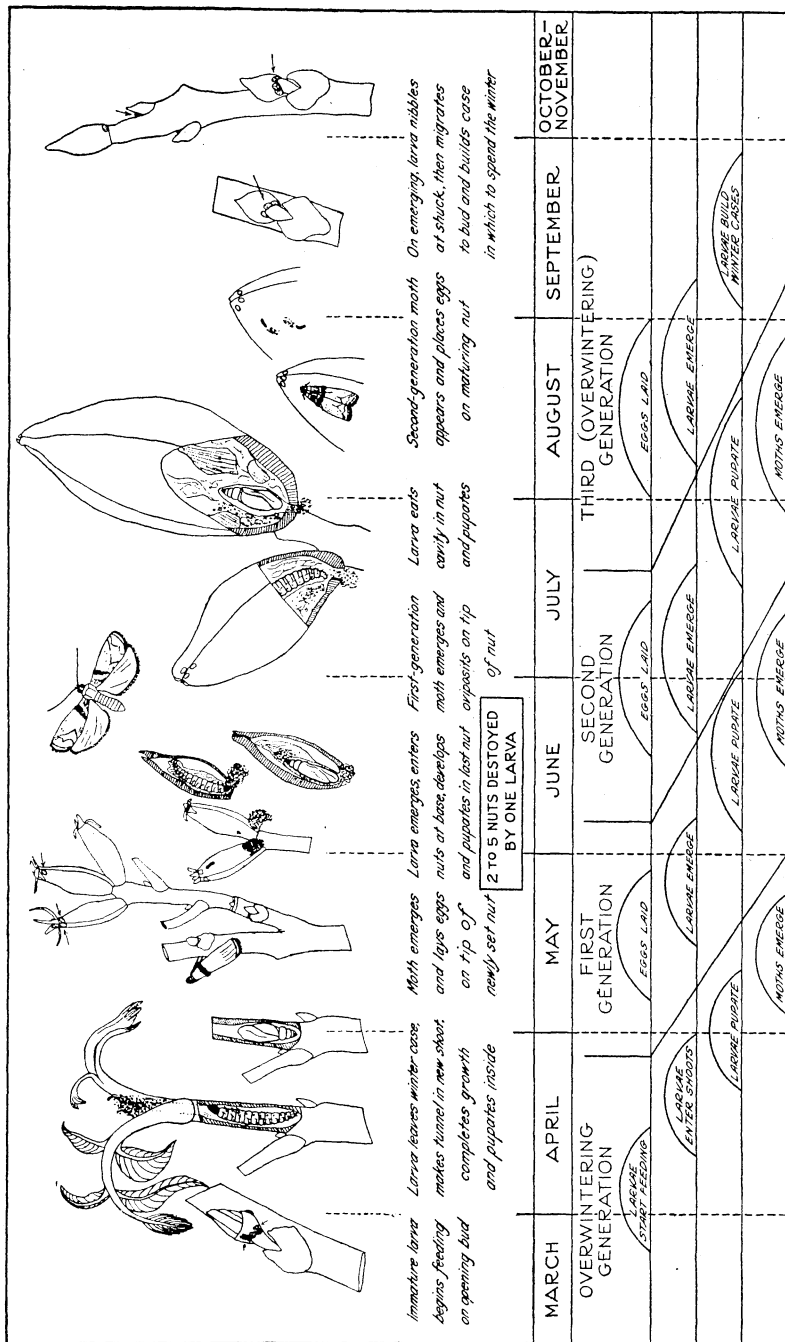 Immature larva
begins feeding
on opening bud
Larva leaves winter case,
makes tunnel in new shoot,
completes growth
and pupates inside
Moth emerges
and lays eggs
on tip of
newly set nut
Larva emerges, enters
nuts at base, develops
and pupates in last nut
First-generation
moth emerges and
oviposits on tip
of nut
Larva eats
cavity in nut
and pupates
Second-generation moth
appears and places eggs
on maturing nut
On emerging, larva nibbles
at shuck, then migrates
to bud and builds case
in which to spend the winter
2 TO 5 NUTS DESTOYED
BY ONE LARVA
MARCH
APRIL
MAY
JUNE
JULY
AUGUST
SEPTEMBER
OCTOBER–
NOVEMBER
OVERWINTERING
GENERATION
FIRST
GENERATION
SECOND
GENERATION
THIRD (OVERWINTERING)
GENERATION
LARVAE
START FEEDING
EGGS LAID
EGGS LAID
EGGS LAID
LARVAE
ENTER SHOOTS
LARVAE EMERGE
LARVAE EMERGE
LARVAE EMERGE
LARVAE PUPATE
LARVAE PUPATE
LARVAE PUPATE
LARVAE BUILD
WINTER CASES
MOTHS EMERGE
MOTHS EMERGE
MOTHS EMERGE